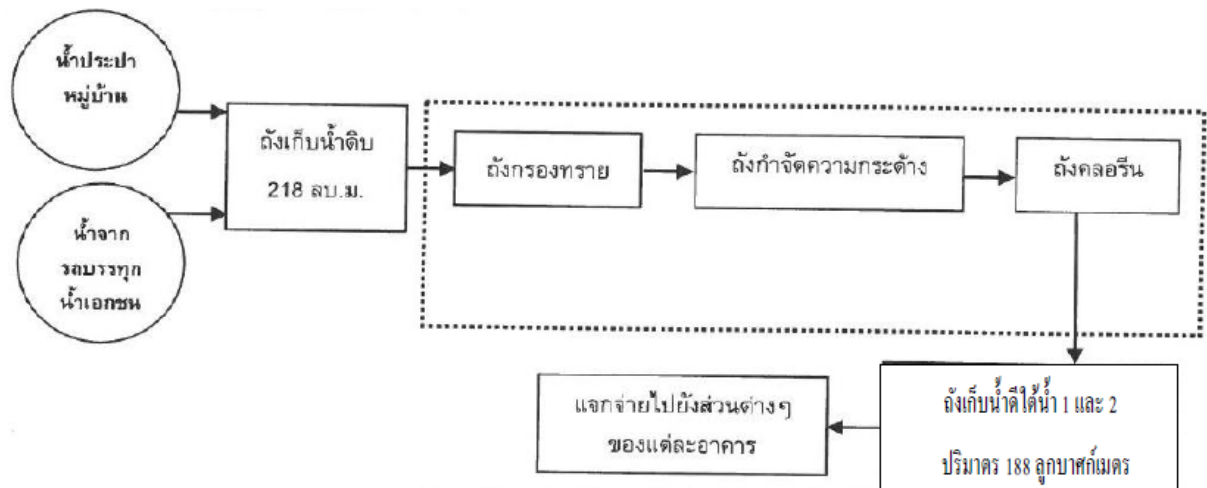 น้ำประปา
หมู่บ้าน
น้ำจาก
รถบรรทุก
น้ำเอกชน
ถังเก็บน้ำดิบ
218 ลบ.ม.
ถังกรองทราย
ถังกำจัดความกระด้าง
ถังคลอรีน
ถังเก็บน้ำดีใต้น้ำ 1 และ 2
ปริมาตร 188 ลูกบาศก์เมตร
แจกจ่ายไปยังส่วนต่างๆ
ของแต่ละอาคาร